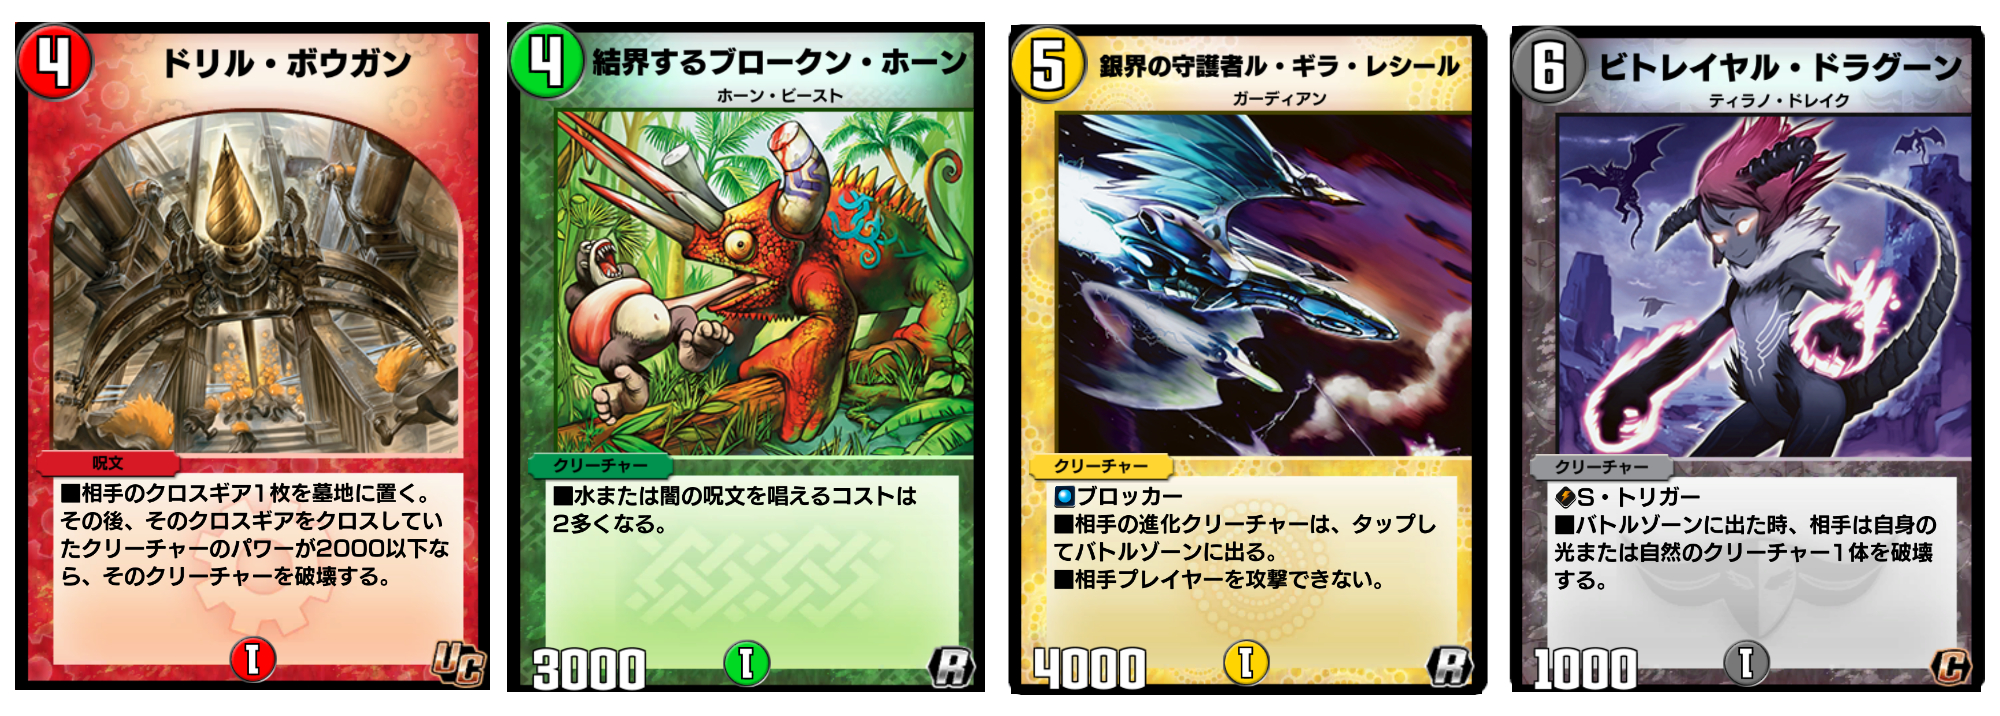 4
ドリル・ボウガン
呪文
■相手のクロスギア1枚を墓地に置く。
その後、そのクロスギアをクロスしてい
たクリーチャーのパワーが2000以下な
ら、そのクリーチャーを破壊する。
1
UC
4
結界するブロークン・ホーン
ホーン・ビースト
クリーチャー
■水または闇の呪文を唱えるコストは
2多くなる。
3000
1
R
5
銀界の守護者ル・ギラ・レシール
ガーディアン
クリーチャー
ブロッカー
■相手の進化クリーチャーは、タップし
てバトルゾーンに出る。
■相手プレイヤーを攻撃できない。
4000
1
R
6
ビトレイヤル・ドラグーン
ティラノ・ドレイク
クリーチャー
S・トリガー
■バトルゾーンに出た時、相手は自身の
光または自然のクリーチャー1体を破壊
する。
1000
1
C